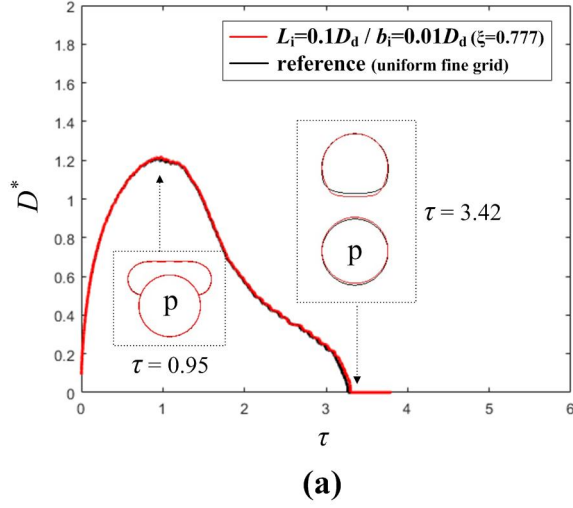 2
1.8
1.6
1.4
1.2
1
0.8
0.6
0.4
0.2
0
D*
Lᵢ=0.1D_d / bᵢ=0.01D_d (ξ=0.777)
reference (uniform fine grid)
p
τ = 3.42
p
τ = 0.95
0 1 2 3 4 5 6
τ
(a)